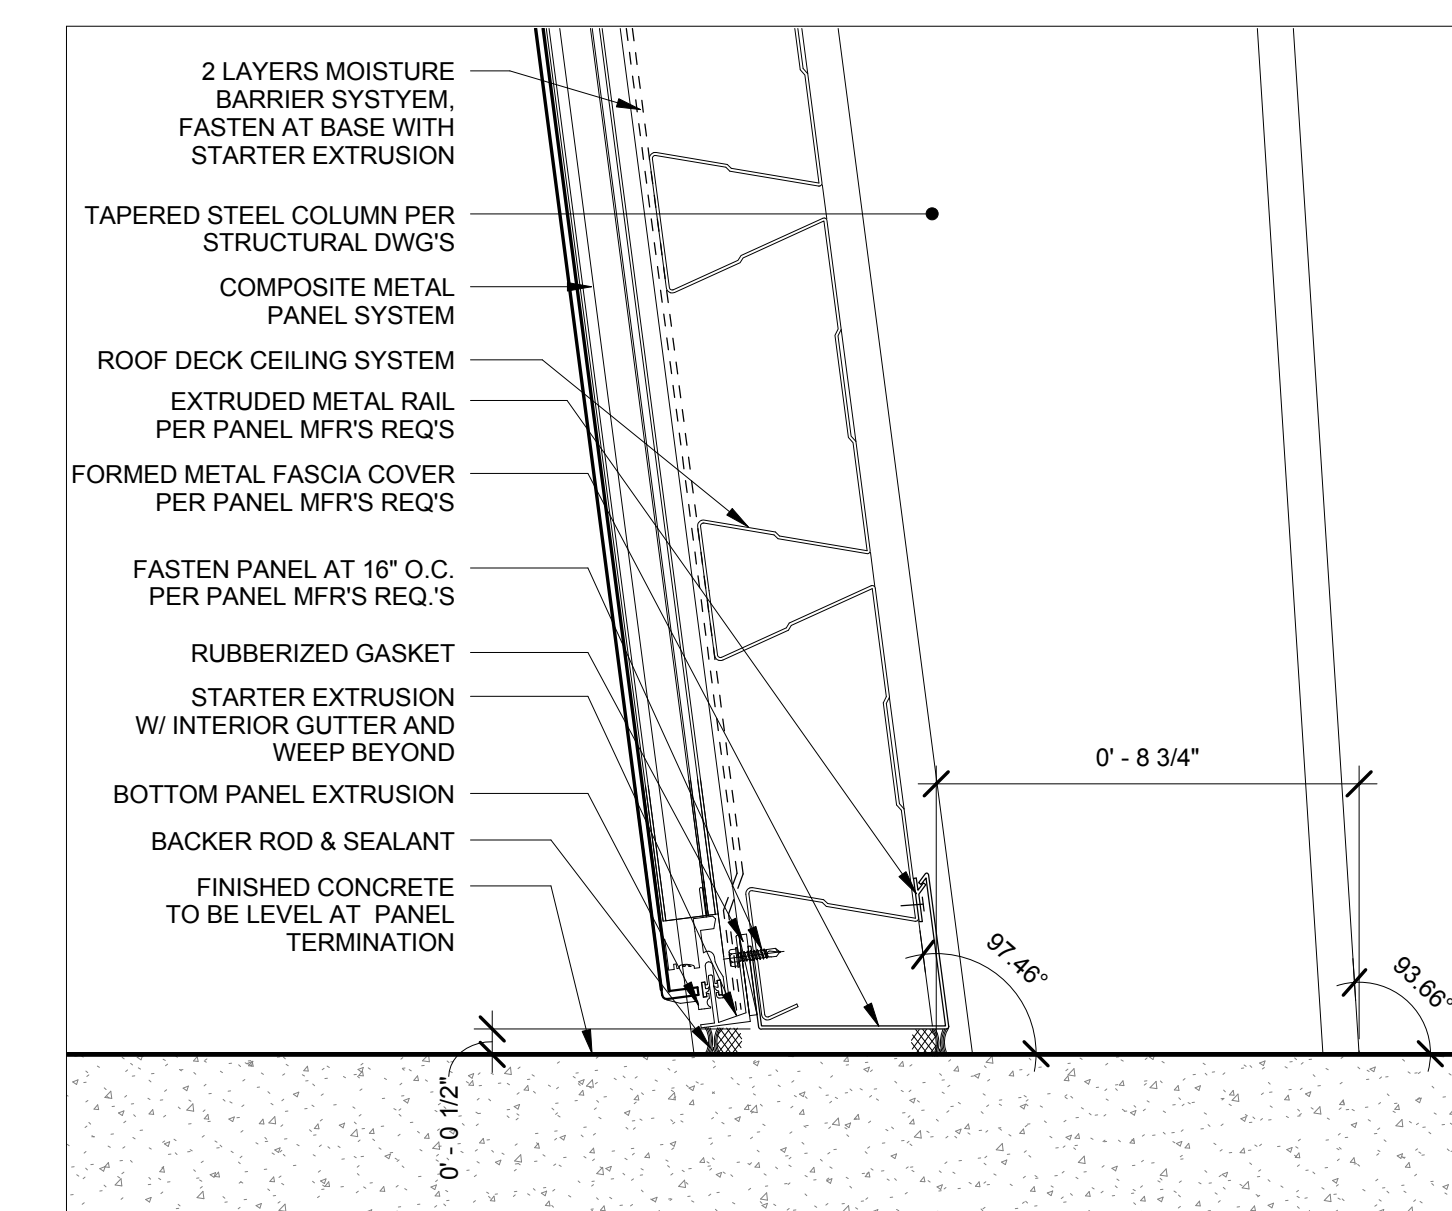 2 LAYERS MOISTURE
BARRIER SYSTYEM,
FASTEN AT BASE WITH
STARTER EXTRUSION
TAPERED STEEL COLUMN PER
STRUCTURAL DWG'S
COMPOSITE METAL
PANEL SYSTEM
ROOF DECK CEILING SYSTEM
EXTRUDED METAL RAIL
PER PANEL MFR'S REQ'S
FORMED METAL FASCIA COVER
PER PANEL MFR'S REQ'S
FASTEN PANEL AT 16" O.C.
PER PANEL MFR'S REQ.'S
RUBBERIZED GASKET
STARTER EXTRUSION
W/ INTERIOR GUTTER AND
WEEP BEYOND
BOTTOM PANEL EXTRUSION
BACKER ROD & SEALANT
FINISHED CONCRETE
TO BE LEVEL AT PANEL
TERMINATION
0' - 8 3/4"
97.46°
93.66°
0' - 0 1/2"